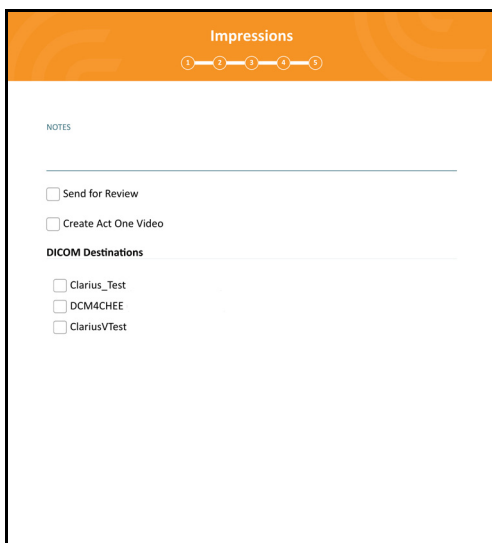 Impressions
1 2 3 4 5
NOTES
Send for Review
Create Act One Video
DICOM Destinations
Clarius_Test
DCM4CHEE
ClariusVTest